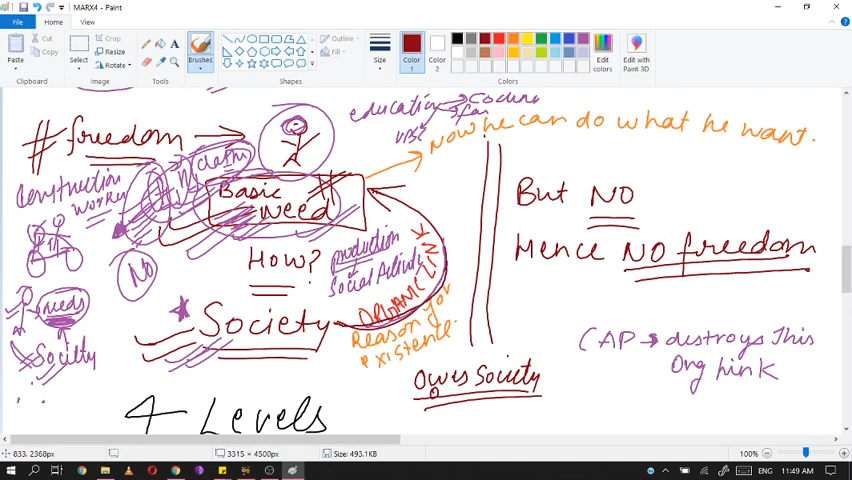 MARX4 - Paint
File
Home
View
Paste
Cut
Copy
Clipboard
Select
Crop
Resize
Rotate
Image
Tools
Brushes
Shapes
Outline
Fill
Size
Color
1
Color
2
Colors
Edit
colors
Edit with
Paint 3D
education → Coders
# freedom →
Now he can do what he want.
clothes
Construction
worker
Basic
need
But NO
Hence NO freedom
How?
production
Social Activity
No
ORGANIC LINK
needs
Society
Society
Reason for
existence.
CAP → destroys This
Org Link
Owes Society
4 Levels
833, 2368px
3315 × 4500px
Size: 493.1KB
100%
ENG
11:49 AM